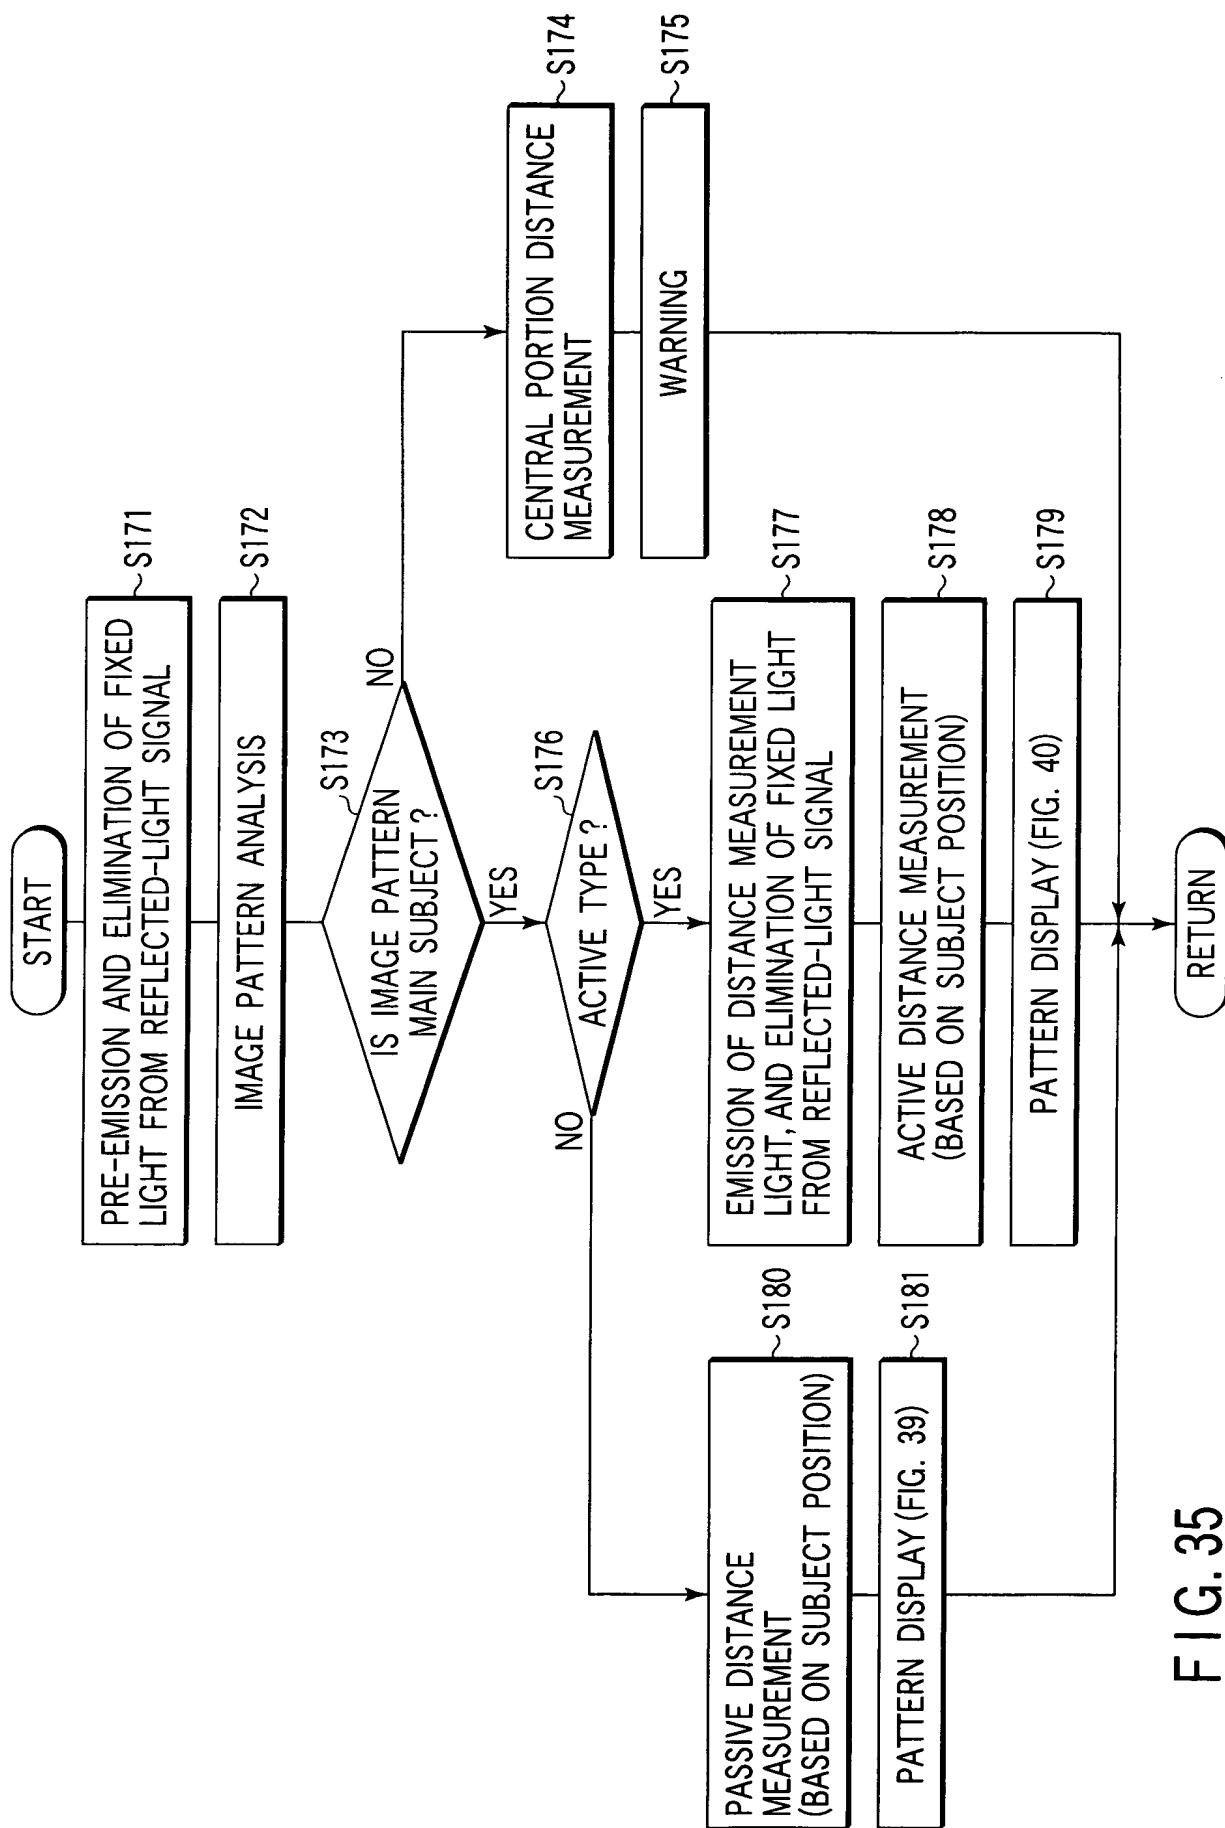 START
PRE-EMISSION AND ELIMINATION OF FIXED
LIGHT FROM REFLECTED-LIGHT SIGNAL
S171
IMAGE PATTERN ANALYSIS
S172
IS IMAGE PATTERN
MAIN SUBJECT?
S173
NO
YES
CENTRAL PORTION DISTANCE
MEASUREMENT
S174
WARNING
S175
ACTIVE TYPE?
S176
NO
YES
EMISSION OF DISTANCE MEASUREMENT
LIGHT, AND ELIMINATION OF FIXED LIGHT
FROM REFLECTED-LIGHT SIGNAL
S177
ACTIVE DISTANCE MEASUREMENT
(BASED ON SUBJECT POSITION)
S178
PATTERN DISPLAY (FIG. 40)
S179
PASSIVE DISTANCE
MEASUREMENT
(BASED ON SUBJECT POSITION)
S180
PATTERN DISPLAY (FIG. 39)
S181
RETURN
FIG. 35